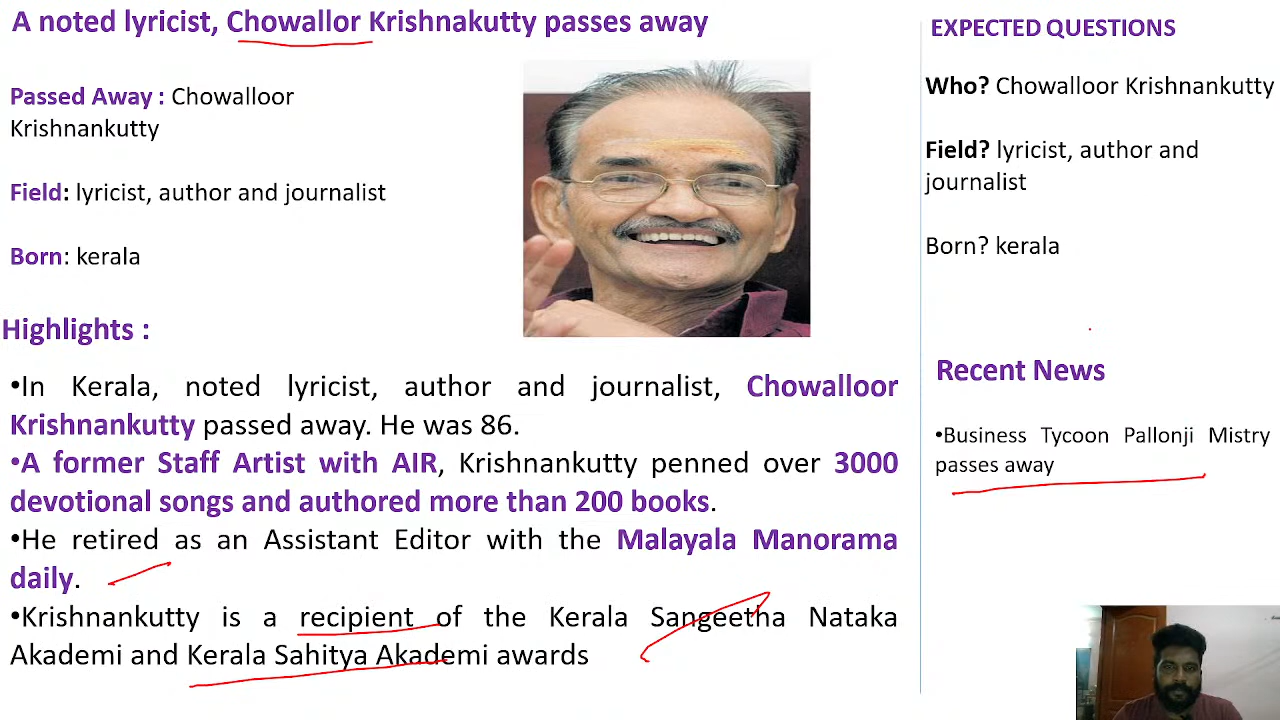 A noted lyricist, Chowallor Krishnakutty passes away
Passed Away : Chowalloor
Krishnankutty
Field: lyricist, author and journalist
Born: kerala
Highlights :
•In Kerala, noted lyricist, author and journalist, Chowalloor
Krishnankutty passed away. He was 86.
•A former Staff Artist with AIR, Krishnankutty penned over 3000
devotional songs and authored more than 200 books.
•He retired as an Assistant Editor with the Malayala Manorama
daily.
•Krishnankutty is a recipient of the Kerala Sangeetha Nataka
Akademi and Kerala Sahitya Akademi awards
EXPECTED QUESTIONS
Who? Chowalloor Krishnankutty
Field? lyricist, author and
journalist
Born? kerala
Recent News
•Business Tycoon Pallonji Mistry
passes away